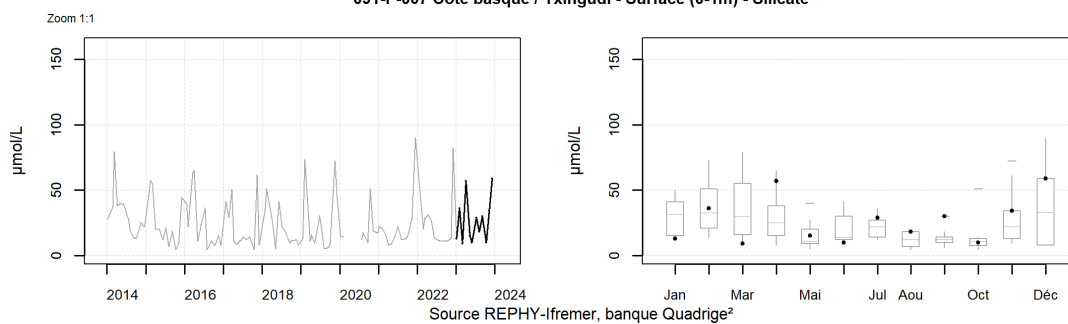 091-P-007 Côte basque / Txingudi - Surface (0-1m) - Silicate
Zoom 1:1
µmol/L
0
50
100
150
2014
2016
2018
2020
2022
2024
µmol/L
0
50
100
150
Jan
Mar
Mai
Jul
Aou
Oct
Déc
Source REPHY-Ifremer, banque Quadrige²